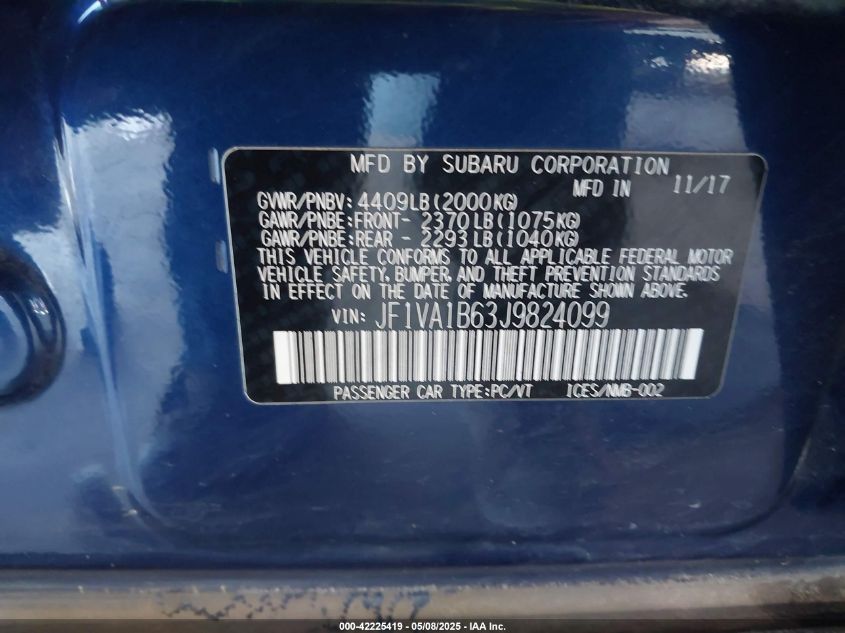 MFD BY SUBARU CORPORATION
MFD IN 11/17
GVWR/PNBV: 4409LB(2000KG)
GAWR/PNBE:FRONT- 2370LB(1075KG)
GAWR/PNBE:REAR - 2293LB(1040KG)
THIS VEHICLE CONFORMS TO ALL APPLICABLE FEDERAL MOTOR
VEHICLE SAFETY, BUMPER, AND THEFT PREVENTION STANDARDS
IN EFFECT ON THE DATE OF MANUFACTURE SHOWN ABOVE.
VIN: JF1VA1B63J9824099
PASSENGER CAR TYPE:PC/VT ICES/NMB-002
000-42225419 - 05/08/2025 - IAA Inc.